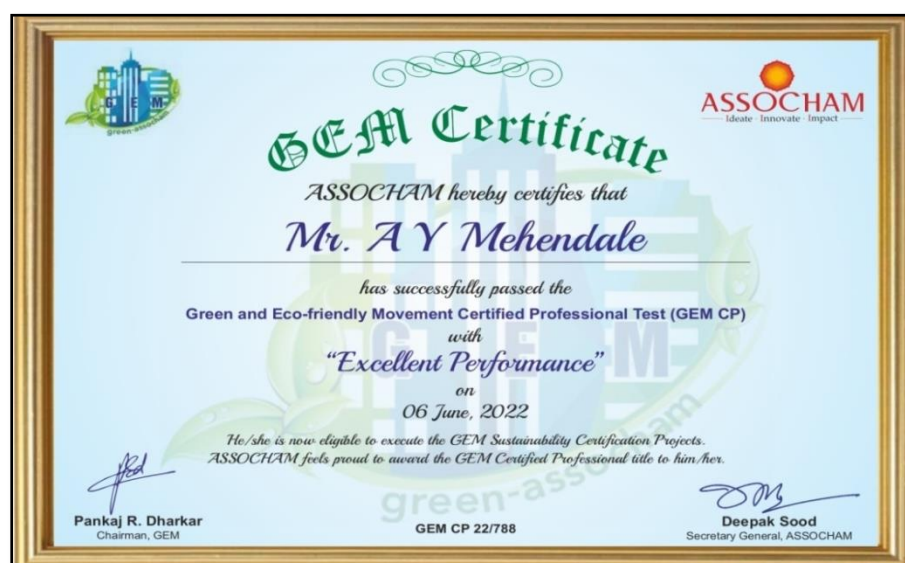 G E M
green-assocham
ASSOCHAM
Ideate · Innovate · Impact
GEM Certificate
ASSOCHAM hereby certifies that
Mr. A Y Mehendale
has successfully passed the
Green and Eco-friendly Movement Certified Professional Test (GEM CP)
with
“Excellent Performance”
on
06 June, 2022
He/she is now eligible to execute the GEM Sustainability Certification Projects.
ASSOCHAM feels proud to award the GEM Certified Professional title to him/her.
G E M
green-assocham
Pankaj R. Dharkar
Chairman, GEM
GEM CP 22/788
Deepak Sood
Secretary General, ASSOCHAM